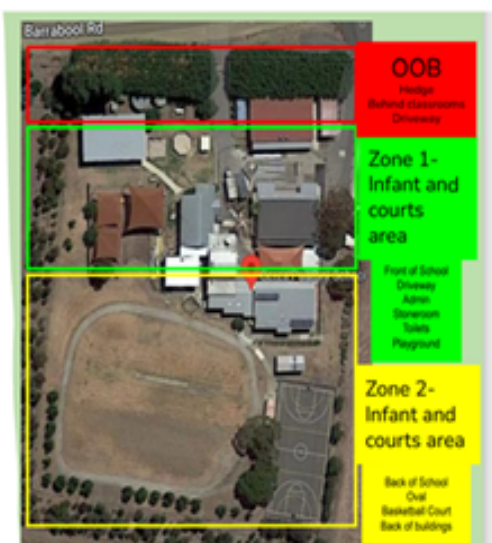 Barrabool Rd
OOB
Hedge
Behind classrooms
Driveway
Zone 1-
Infant and
courts
area
Front of School
Driveway
Admin
Storeroom
Toilets
Playground
Zone 2-
Infant and
courts area
Back of School
Oval
Basketball Court
Back of buildings